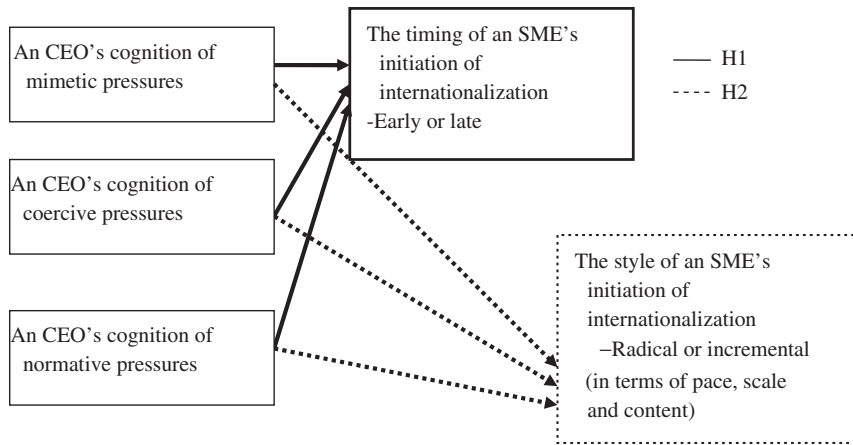 An CEO's cognition of
mimetic pressures
The timing of an SME's
initiation of
internationalization
-Early or late
H1
H2
An CEO's cognition of
coercive pressures
An CEO's cognition of
normative pressures
The style of an SME's
initiation of
internationalization
–Radical or incremental
(in terms of pace, scale
and content)